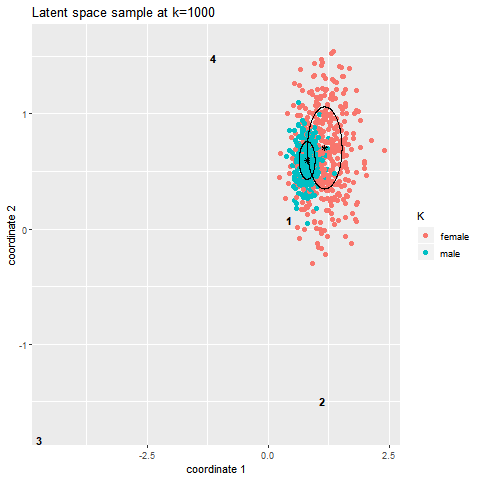 Latent space sample at k=1000
4
1
1
0
-1
2
3
-2.5
0.0
2.5
coordinate 1
coordinate 2
K
female
male